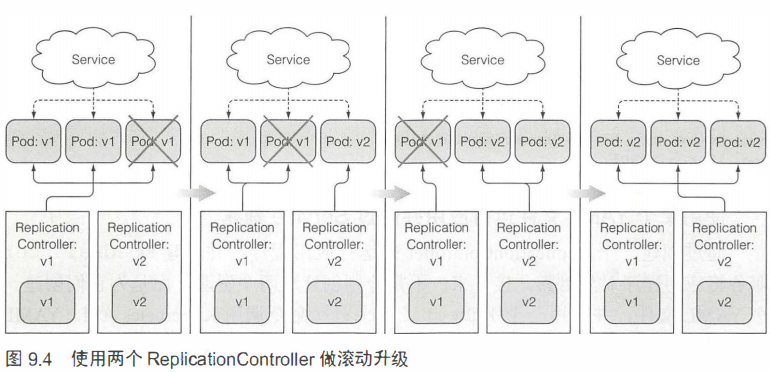 Service
Service
Service
Service
Pod: v1
Pod: v1
Pod: v1
Pod: v1
Pod: v1
Pod: v2
Pod: v1
Pod: v2
Pod: v2
Pod: v2
Pod: v2
Pod: v2
Replication
Controller:
v1
v1
Replication
Controller:
v2
v2
Replication
Controller:
v1
v1
Replication
Controller:
v2
v2
Replication
Controller:
v1
v1
Replication
Controller:
v2
v2
Replication
Controller:
v1
v1
Replication
Controller:
v2
v2
图 9.4 使用两个 ReplicationController 做滚动升级